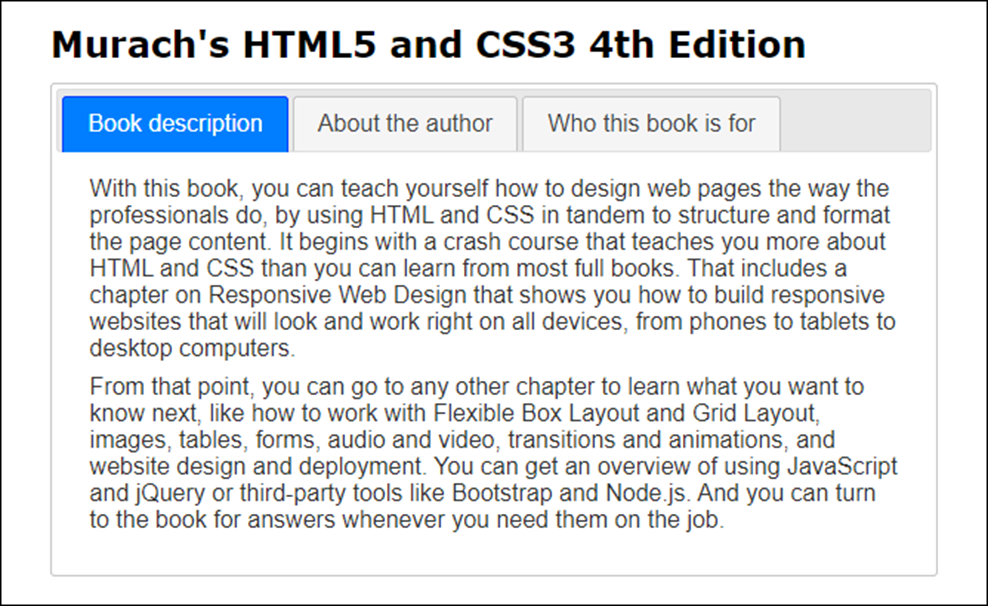 Murach's HTML5 and CSS3 4th Edition
Book description
About the author
Who this book is for
With this book, you can teach yourself how to design web pages the way the
professionals do, by using HTML and CSS in tandem to structure and format
the page content. It begins with a crash course that teaches you more about
HTML and CSS than you can learn from most full books. That includes a
chapter on Responsive Web Design that shows you how to build responsive
websites that will look and work right on all devices, from phones to tablets to
desktop computers.
From that point, you can go to any other chapter to learn what you want to
know next, like how to work with Flexible Box Layout and Grid Layout,
images, tables, forms, audio and video, transitions and animations, and
website design and deployment. You can get an overview of using JavaScript
and jQuery or third-party tools like Bootstrap and Node.js. And you can turn
to the book for answers whenever you need them on the job.